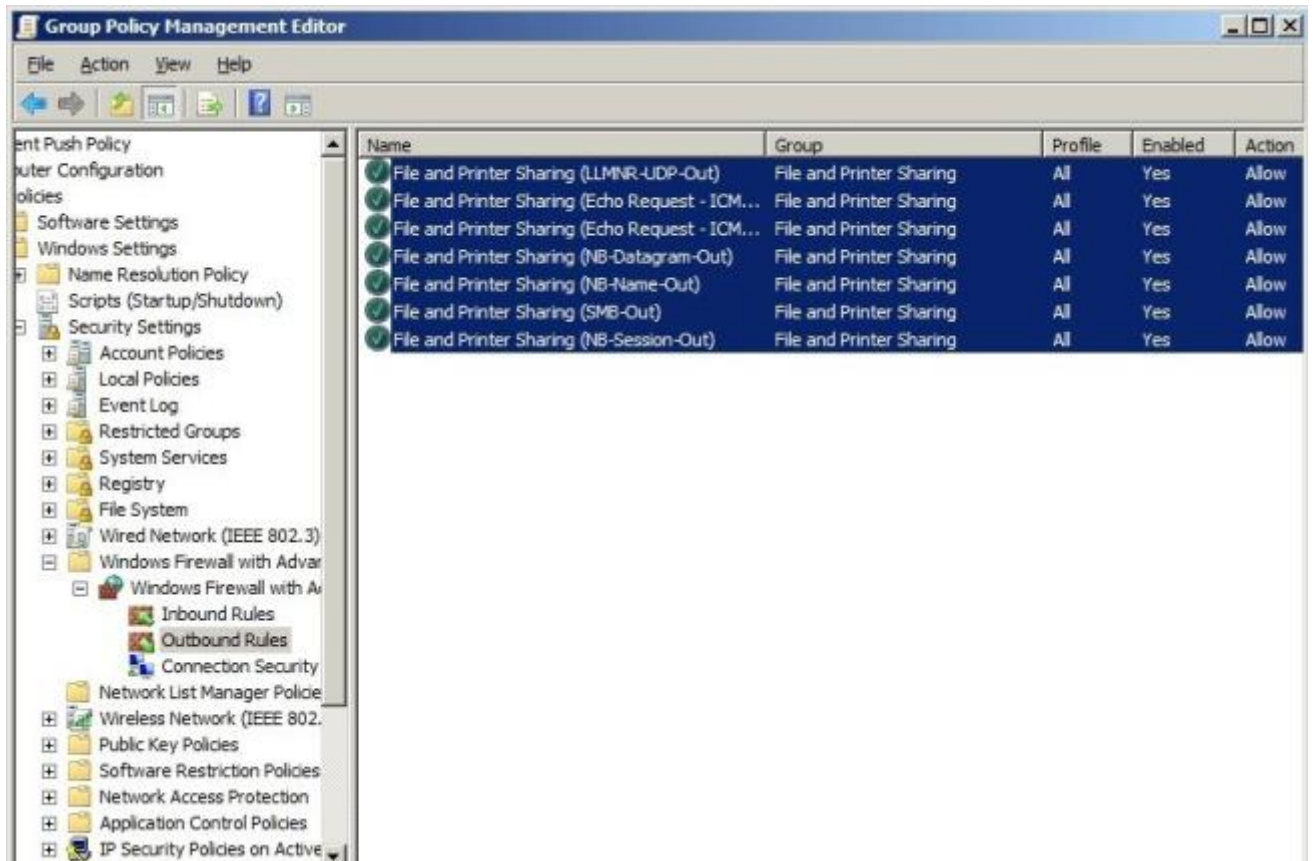 Group Policy Management Editor
File Action View Help
ent Push Policy
outer Configuration
olicies
Software Settings
Windows Settings
Name Resolution Policy
Scripts (Startup/Shutdown)
Security Settings
Account Policies
Local Policies
Event Log
Restricted Groups
System Services
Registry
File System
Wired Network (IEEE 802.3)
Windows Firewall with Advar
Windows Firewall with A
Inbound Rules
Outbound Rules
Connection Security
Network List Manager Policie
Wireless Network (IEEE 802.
Public Key Policies
Software Restriction Policies
Network Access Protection
Application Control Policies
IP Security Policies on Active
Name Group Profile Enabled Action
File and Printer Sharing (LLMNR-UDP-Out) File and Printer Sharing All Yes Allow
File and Printer Sharing (Echo Request - ICM... File and Printer Sharing All Yes Allow
File and Printer Sharing (Echo Request - ICM... File and Printer Sharing All Yes Allow
File and Printer Sharing (NB-Datagram-Out) File and Printer Sharing All Yes Allow
File and Printer Sharing (NB-Name-Out) File and Printer Sharing All Yes Allow
File and Printer Sharing (SMB-Out) File and Printer Sharing All Yes Allow
File and Printer Sharing (NB-Session-Out) File and Printer Sharing All Yes Allow